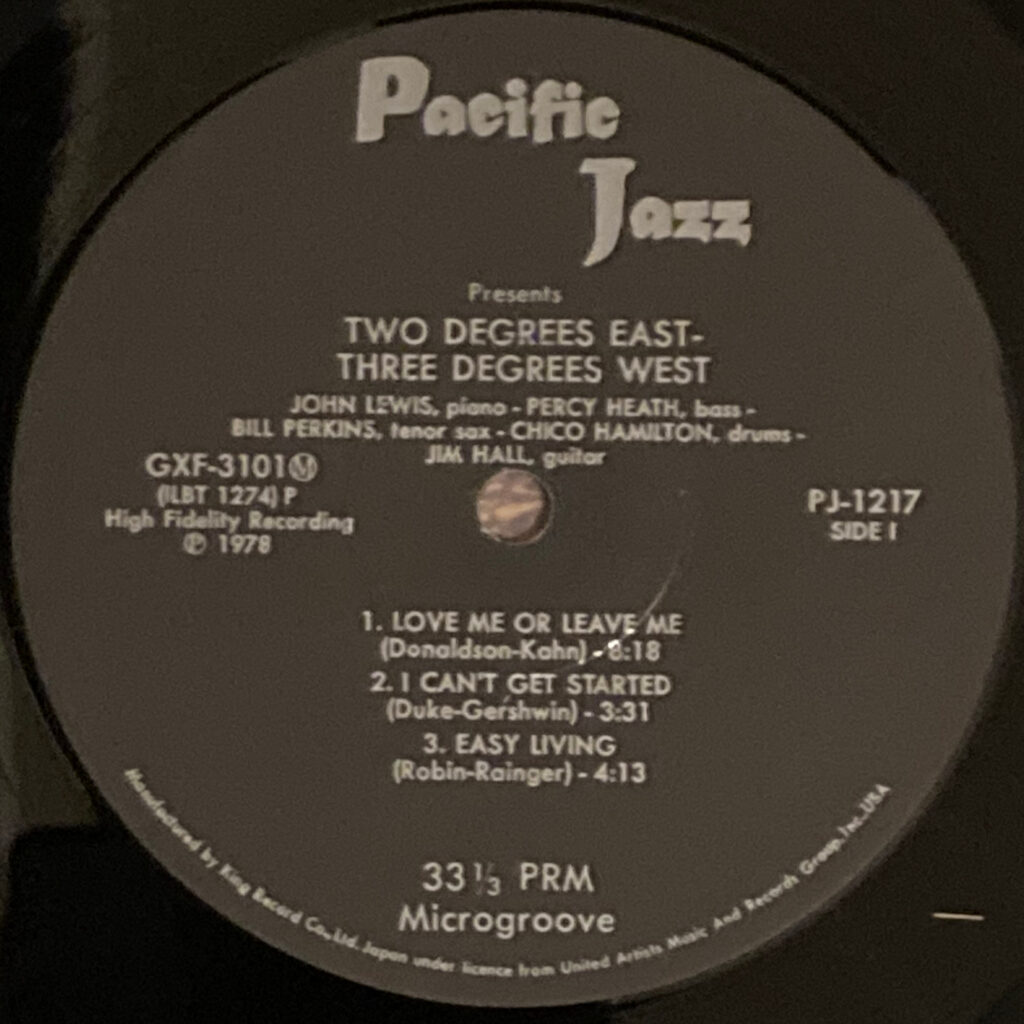 Pacific
Jazz
Presents
TWO DEGREES EAST-
THREE DEGREES WEST
JOHN LEWIS, piano - PERCY HEATH, bass -
BILL PERKINS, tenor sax - CHICO HAMILTON, drums -
JIM HALL, guitar
GXF-3101 Ⓜ
(ILBT 1274) P
High Fidelity Recording
Ⓟ 1978
PJ-1217
SIDE 1
1. LOVE ME OR LEAVE ME
(Donaldson-Kahn) - 8:18
2. I CAN'T GET STARTED
(Duke-Gershwin) - 3:31
3. EASY LIVING
(Robin-Rainger) - 4:13
33 1/3 PRM
Microgroove
Manufactured by King Record Co., Ltd. Japan under licence from United Artists Music And Records Group, Inc., USA